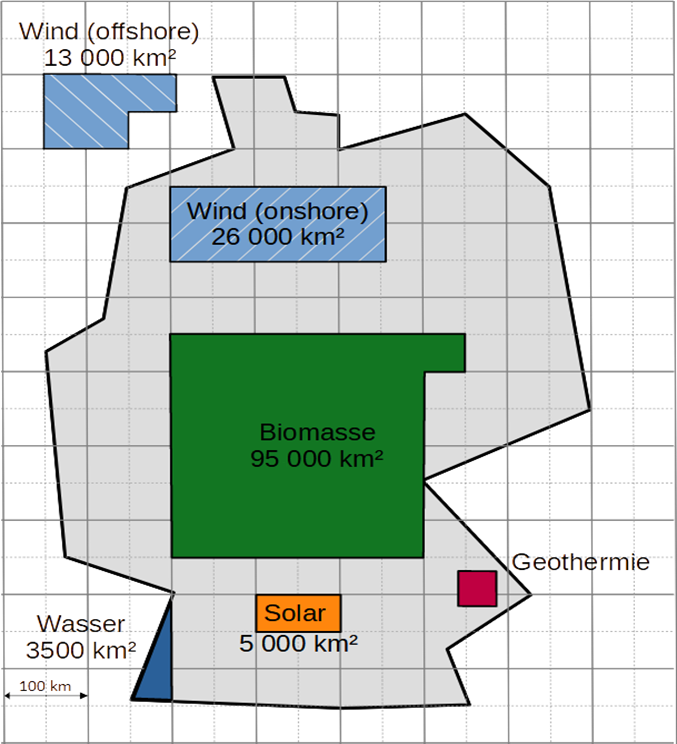 Wind (offshore)
13 000 km²
Wind (onshore)
26 000 km²
Biomasse
95 000 km²
Geothermie
Solar
5 000 km²
Wasser
3500 km²
100 km